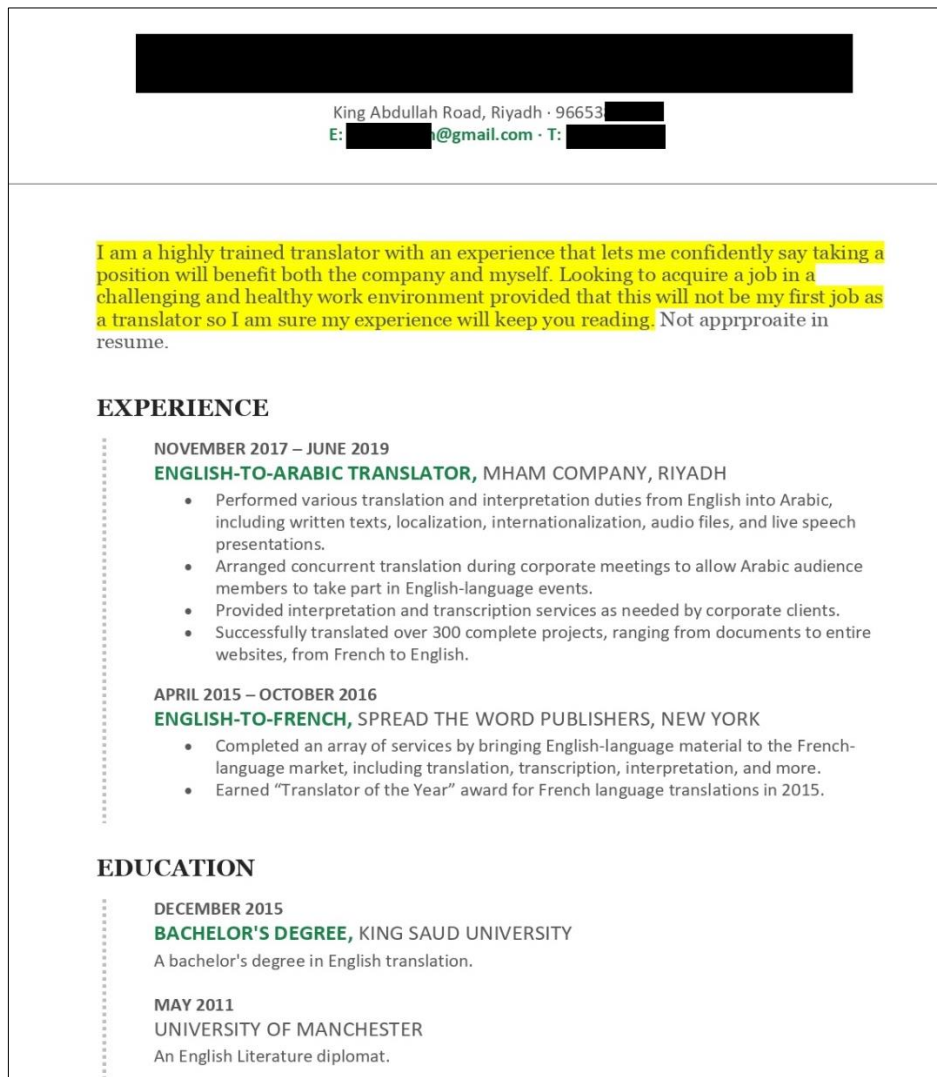 King Abdullah Road, Riyadh · 96653
E: @gmail.com · T:
I am a highly trained translator with an experience that lets me confidently say taking a
position will benefit both the company and myself. Looking to acquire a job in a
challenging and healthy work environment provided that this will not be my first job as
a translator so I am sure my experience will keep you reading. Not apprproaite in
resume.
EXPERIENCE
NOVEMBER 2017 – JUNE 2019
ENGLISH-TO-ARABIC TRANSLATOR, MHAM COMPANY, RIYADH
• Performed various translation and interpretation duties from English into Arabic,
including written texts, localization, internationalization, audio files, and live speech
presentations.
• Arranged concurrent translation during corporate meetings to allow Arabic audience
members to take part in English-language events.
• Provided interpretation and transcription services as needed by corporate clients.
• Successfully translated over 300 complete projects, ranging from documents to entire
websites, from French to English.
APRIL 2015 – OCTOBER 2016
ENGLISH-TO-FRENCH, SPREAD THE WORD PUBLISHERS, NEW YORK
• Completed an array of services by bringing English-language material to the French-
language market, including translation, transcription, interpretation, and more.
• Earned “Translator of the Year” award for French language translations in 2015.
EDUCATION
DECEMBER 2015
BACHELOR'S DEGREE, KING SAUD UNIVERSITY
A bachelor's degree in English translation.
MAY 2011
UNIVERSITY OF MANCHESTER
An English Literature diplomat.